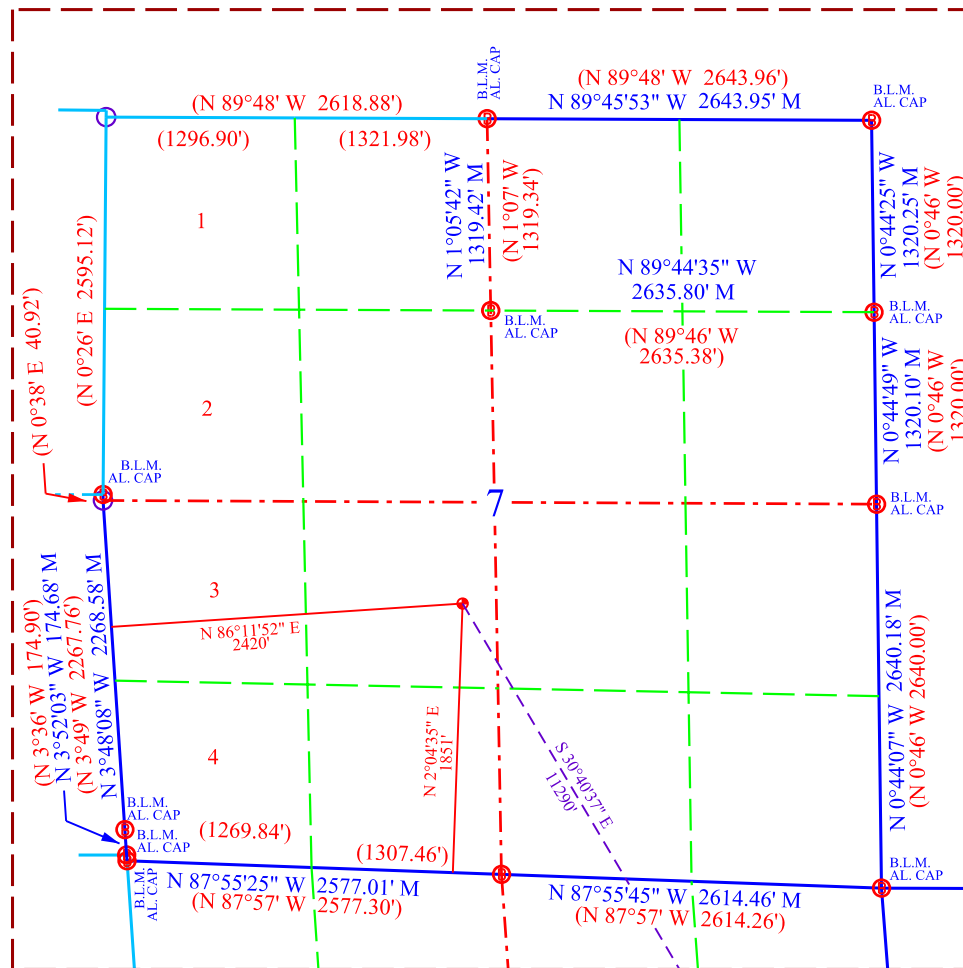 B.L.M.
AL. CAP
(N 89°48' W  2618.88')
(N 89°48' W  2643.96')
N 89°45'53" W  2643.95' M
B.L.M.
AL. CAP
(1296.90')
(1321.98')
N 1°05'42" W
1319.42' M
(N 1°07' W
1319.34')
N 0°44'25" W
1320.25' M
(N 0°46' W
1320.00')
1
(N 0°26' E  2595.12')
N 89°44'35" W
2635.80' M
B.L.M.
AL. CAP
B.L.M.
AL. CAP
(N 89°46' W
2635.38')
(N 0°38' E  40.92')
2
N 0°44'49" W
1320.10' M
(N 0°46' W
1320.00')
B.L.M.
AL. CAP
7
B.L.M.
AL. CAP
3
N 86°11'52" E
2420'
(N 3°36' W  174.90')
N 3°52'03" W  174.68' M
(N 3°49' W  2267.76')
N 3°48'08" W  2268.58' M
N 2°04'35" E
1851'
S 30°40'37" E
11290'
N 0°44'07" W  2640.18' M
(N 0°46' W  2640.00')
4
B.L.M.
AL. CAP
B.L.M.
AL. CAP
(1269.84')
(1307.46')
B.L.M.
AL. CAP
B.L.M.
AL. CAP
N 87°55'25" W  2577.01' M
(N 87°57' W  2577.30')
N 87°55'45" W  2614.46' M
(N 87°57' W  2614.26')